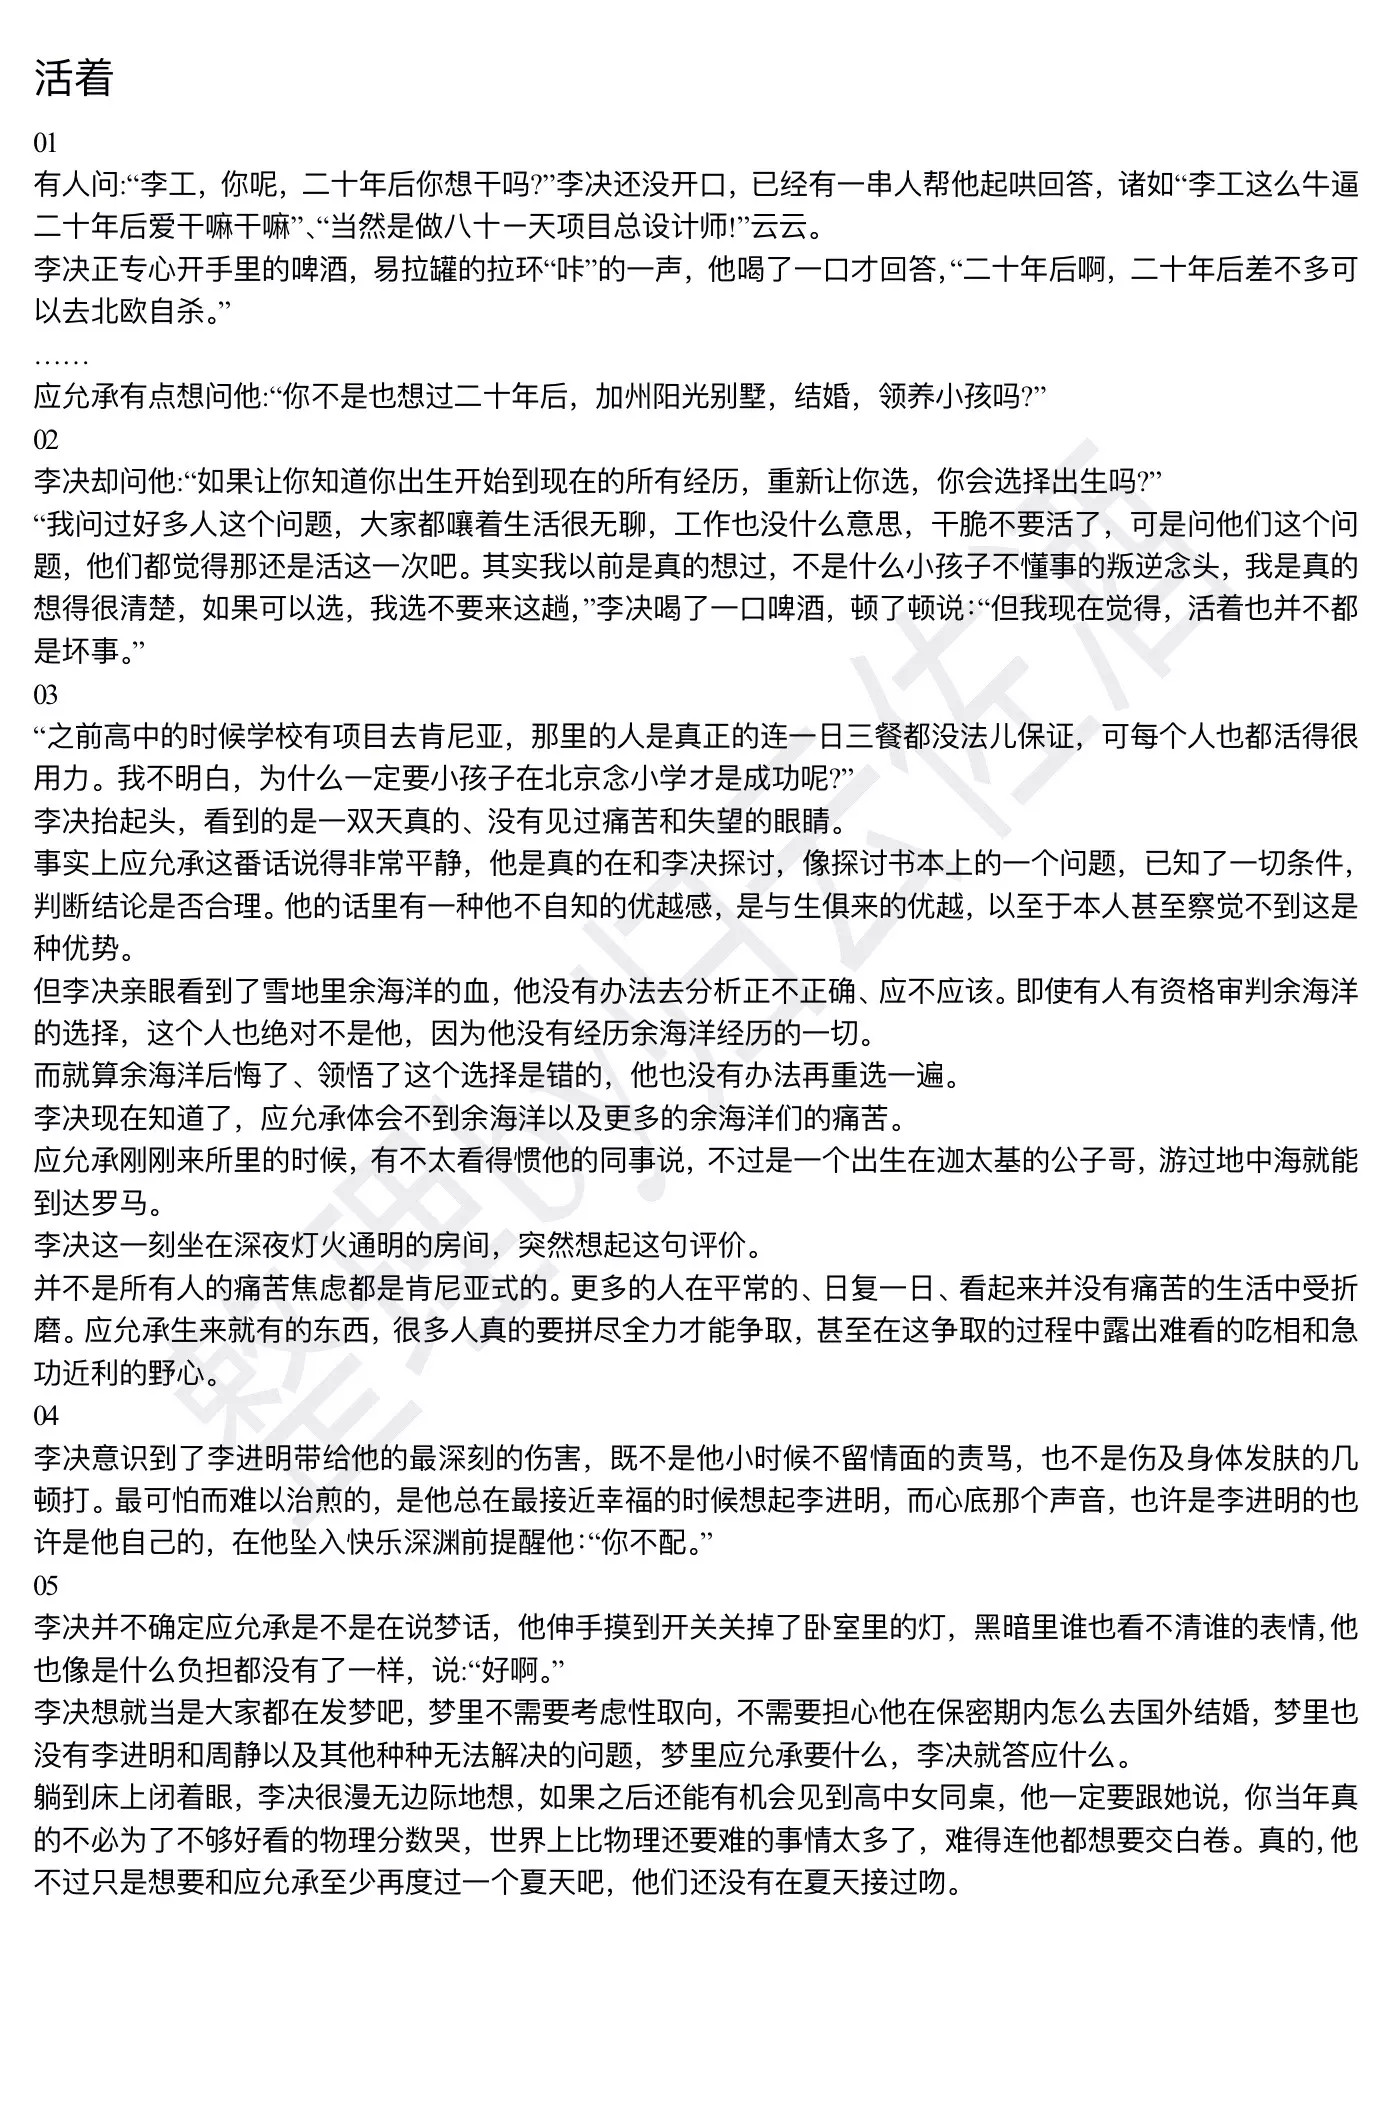 活着
01
有人问:“李工，你呢，二十年后你想干吗?”李决还没开口，已经有一串人帮他起哄回答，诸如“李工这么牛逼
二十年后爱干嘛干嘛”、“当然是做八十一天项目总设计师!”云云。
李决正专心开手里的啤酒，易拉罐的拉环“咔”的一声，他喝了一口才回答，“二十年后啊，二十年后差不多可
以去北欧自杀。”
……
应允承有点想问他:“你不是也想过二十年后，加州阳光别墅，结婚，领养小孩吗?”
02
李决却问他:“如果让你知道你出生开始到现在的所有经历，重新让你选，你会选择出生吗?”
“我问过好多人这个问题，大家都嚷着生活很无聊，工作也没什么意思，干脆不要活了，可是问他们这个问
题，他们都觉得那还是活这一次吧。其实我以前是真的想过，不是什么小孩子不懂事的叛逆念头，我是真的
想得很清楚，如果可以选，我选不要来这趟，”李决喝了一口啤酒，顿了顿说：“但我现在觉得，活着也并不都
是坏事。”
03
“之前高中的时候学校有项目去肯尼亚，那里的人是真正的连一日三餐都没法儿保证，可每个人也都活得很
用力。我不明白，为什么一定要小孩子在北京念小学才是成功呢?”
李决抬起头，看到的是一双天真的、没有见过痛苦和失望的眼睛。
事实上应允承这番话说得非常平静，他是真的在和李决探讨，像探讨书本上的一个问题，已知了一切条件，
判断结论是否合理。他的话里有一种他不自知的优越感，是与生俱来的优越，以至于本人甚至察觉不到这是
种优势。
但李决亲眼看到了雪地里余海洋的血，他没有办法去分析正不正确、应不应该。即使有人有资格审判余海洋
的选择，这个人也绝对不是他，因为他没有经历余海洋经历的一切。
而就算余海洋后悔了、领悟了这个选择是错的，他也没有办法再重选一遍。
李决现在知道了，应允承体会不到余海洋以及更多的余海洋们的痛苦。
应允承刚刚来所里的时候，有不太看得惯他的同事说，不过是一个出生在迦太基的公子哥，游过地中海就能
到达罗马。
李决这一刻坐在深夜灯火通明的房间，突然想起这句评价。
并不是所有人的痛苦焦虑都是肯尼亚式的。更多的人在平常的、日复一日、看起来并没有痛苦的生活中受折
磨。应允承生来就有的东西，很多人真的要拼尽全力才能争取，甚至在这争取的过程中露出难看的吃相和急
功近利的野心。
04
李决意识到了李进明带给他的最深刻的伤害，既不是他小时候不留情面的责骂，也不是伤及身体发肤的几
顿打。最可怕而难以治煎的，是他总在最接近幸福的时候想起李进明，而心底那个声音，也许是李进明的也
许是他自己的，在他坠入快乐深渊前提醒他：“你不配。”
05
李决并不确定应允承是不是在说梦话，他伸手摸到开关关掉了卧室里的灯，黑暗里谁也看不清谁的表情，他
也像是什么负担都没有了一样，说:“好啊。”
李决想就当是大家都在发梦吧，梦里不需要考虑性取向，不需要担心他在保密期内怎么去国外结婚，梦里也
没有李进明和周静以及其他种种无法解决的问题，梦里应允承要什么，李决就答应什么。
躺到床上闭着眼，李决很漫无边际地想，如果之后还能有机会见到高中女同桌，他一定要跟她说，你当年真
的不必为了不够好看的物理分数哭，世界上比物理还要难的事情太多了，难得连他都想要交白卷。真的，他
不过只是想要和应允承至少再度过一个夏天吧，他们还没有在夏天接过吻。
整理by归云佐酒